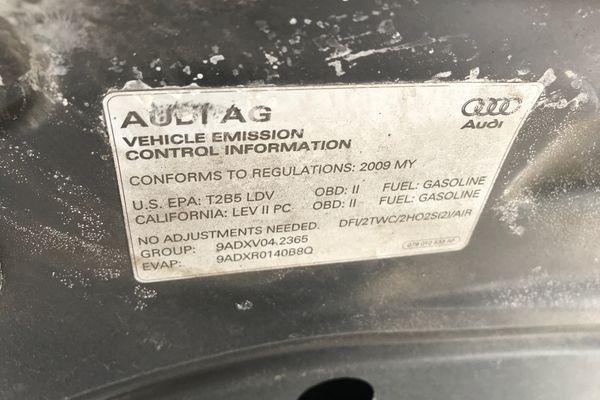 AUDI AG
Audi
VEHICLE EMISSION
CONTROL INFORMATION
CONFORMS TO REGULATIONS: 2009 MY
U.S. EPA: T2B5 LDV OBD: II FUEL: GASOLINE
CALIFORNIA: LEV II PC OBD: II FUEL: GASOLINE
NO ADJUSTMENTS NEEDED. DFI/2TWC/2HO2S(2)/AIR
GROUP: 9ADXV04.2365
EVAP: 9ADXR0140B8Q